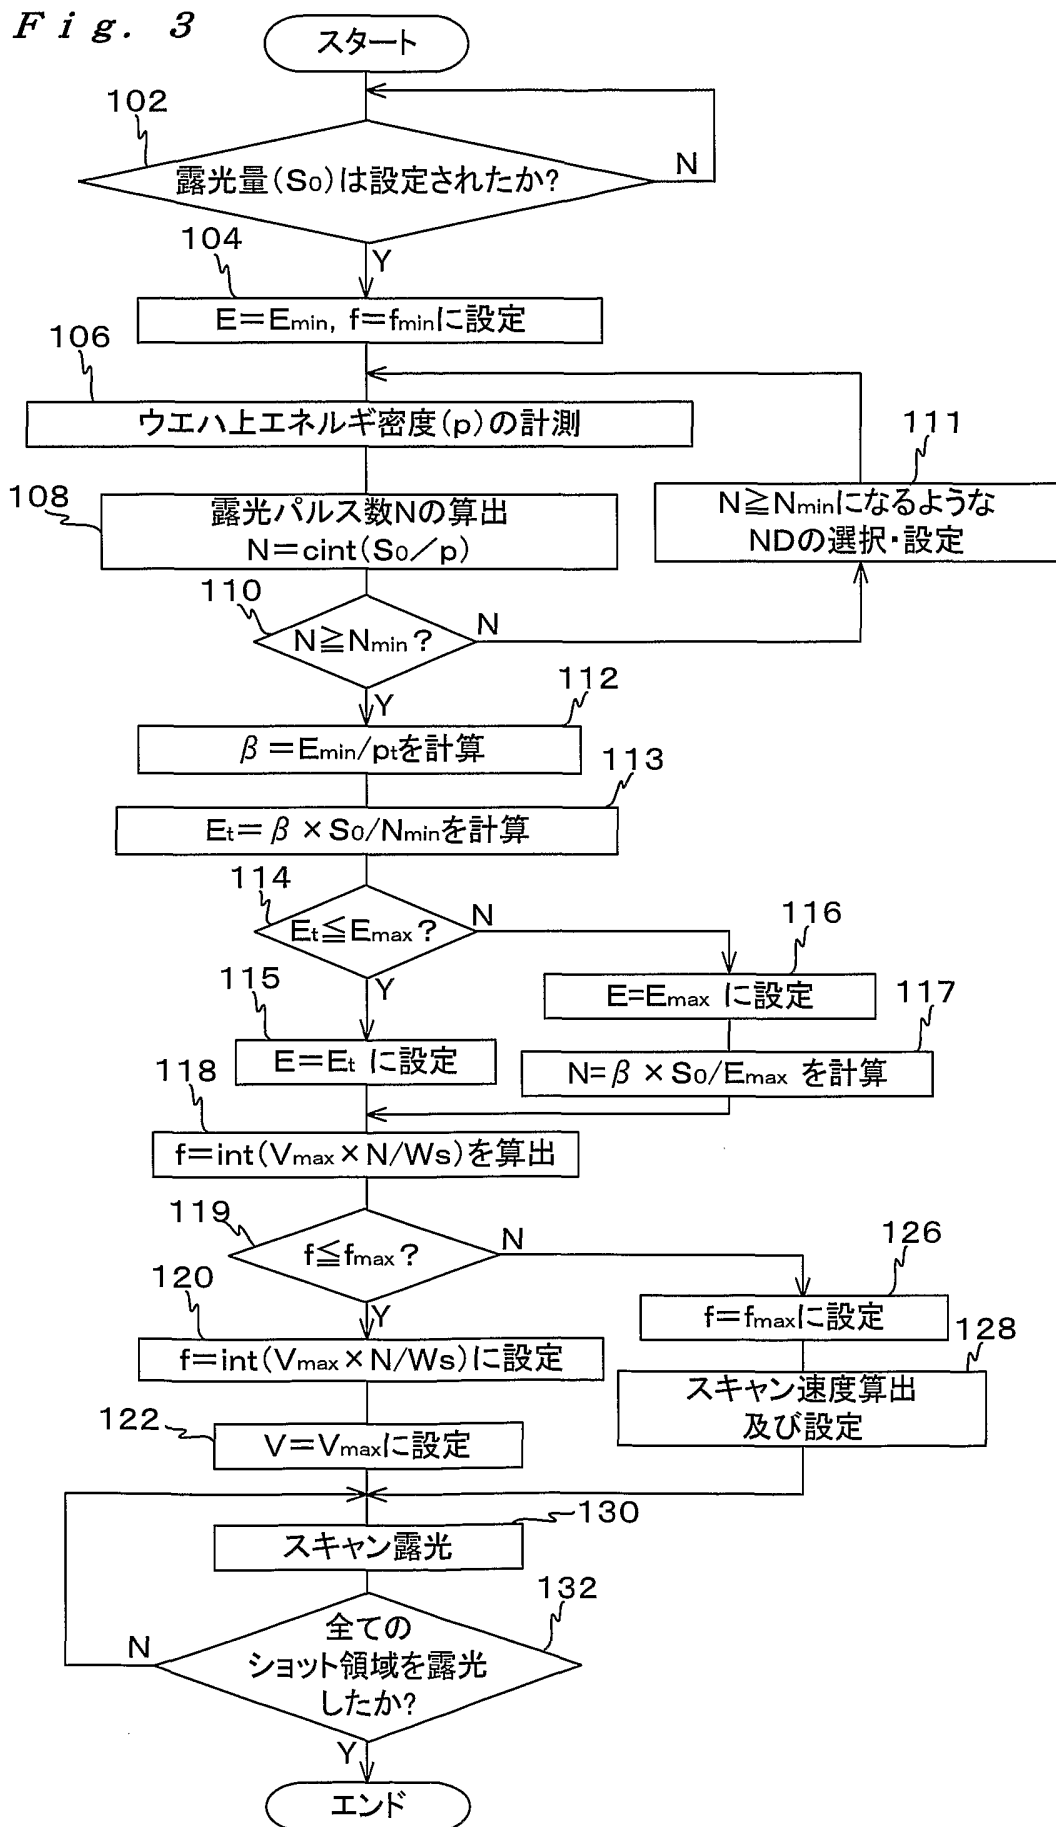 Fig. 3
スタート
102
露光量(S₀)は設定されたか?
N
Y
104
E=Emin, f=fminに設定
106
ウエハ上エネルギ密度(p)の計測
108
露光パルス数Nの算出
N=cint(S₀/p)
111
N≧Nminになるような
NDの選択・設定
110
N≧Nmin?
N
Y
112
β=Emin/ptを計算
113
Et=β×S₀/Nminを計算
114
Et≦Emax?
N
Y
116
E=Emax に設定
115
E=Et に設定
117
N=β×S₀/Emax を計算
118
f=int(Vmax×N/Ws)を算出
119
f≦fmax?
N
Y
126
f=fmaxに設定
120
f=int(Vmax×N/Ws)に設定
128
スキャン速度算出
及び設定
122
V=Vmaxに設定
130
スキャン露光
132
全ての
ショット領域を露光
したか?
N
Y
エンド